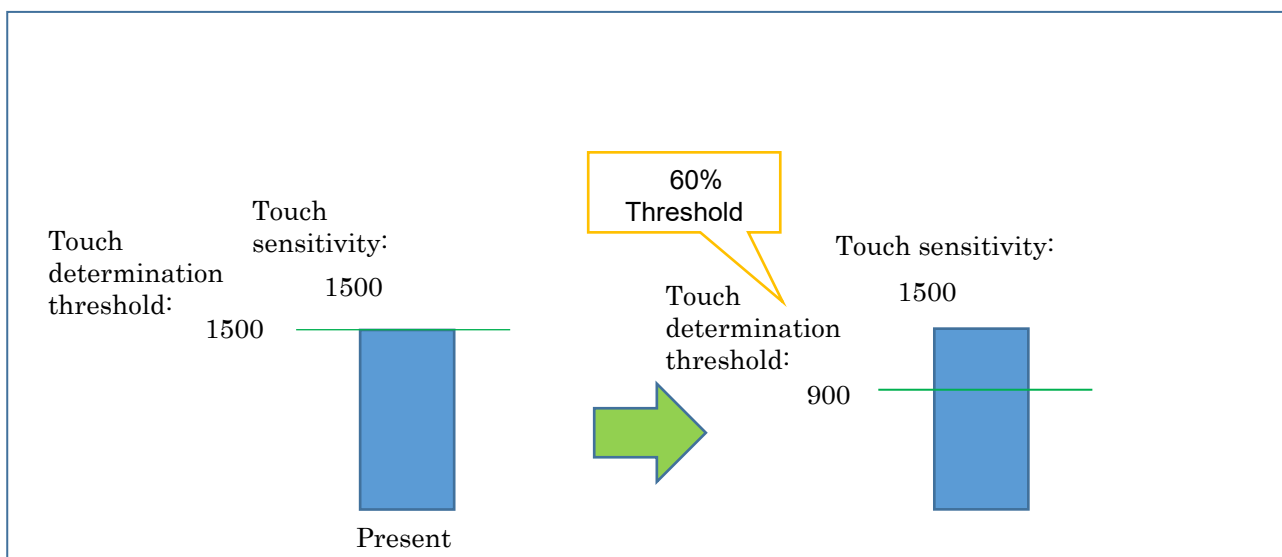 Touch
sensitivity:
1500
Touch
determination
threshold:
1500
Present
60%
Threshold
Touch sensitivity:
1500
Touch
determination
threshold:
900